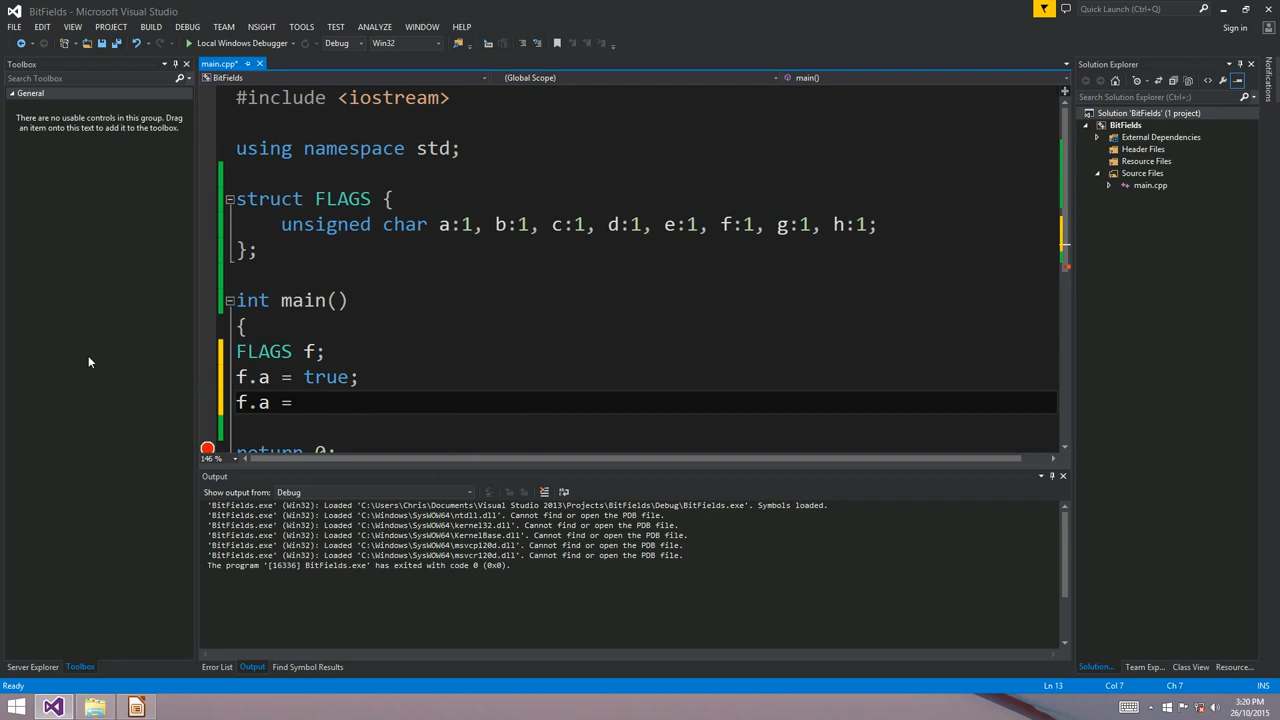 BitFields - Microsoft Visual Studio
Quick Launch (Ctrl+Q)
FILE EDIT VIEW PROJECT BUILD DEBUG TEAM NSIGHT TOOLS TEST ANALYZE WINDOW HELP
Sign in
Local Windows Debugger Debug Win32
Toolbox
Search Toolbox
General
There are no usable controls in this group. Drag
an item onto this text to add it to the toolbox.
Server Explorer Toolbox
main.cpp*
BitFields (Global Scope) main()
#include <iostream>
using namespace std;
struct FLAGS {
unsigned char a:1, b:1, c:1, d:1, e:1, f:1, g:1, h:1;
};
int main()
{
FLAGS f;
f.a = true;
f.a =
return 0;
146 %
Output
Show output from: Debug
'BitFields.exe' (Win32): Loaded 'C:\Users\Chris\Documents\Visual Studio 2013\Projects\BitFields\Debug\BitFields.exe'. Symbols loaded.
'BitFields.exe' (Win32): Loaded 'C:\Windows\SysWOW64\ntdll.dll'. Cannot find or open the PDB file.
'BitFields.exe' (Win32): Loaded 'C:\Windows\SysWOW64\kernel32.dll'. Cannot find or open the PDB file.
'BitFields.exe' (Win32): Loaded 'C:\Windows\SysWOW64\KernelBase.dll'. Cannot find or open the PDB file.
'BitFields.exe' (Win32): Loaded 'C:\Windows\SysWOW64\msvcp120d.dll'. Cannot find or open the PDB file.
'BitFields.exe' (Win32): Loaded 'C:\Windows\SysWOW64\msvcr120d.dll'. Cannot find or open the PDB file.
The program '[16336] BitFields.exe' has exited with code 0 (0x0).
Error List Output Find Symbol Results
Solution Explorer
Search Solution Explorer (Ctrl+;)
Solution 'BitFields' (1 project)
BitFields
External Dependencies
Header Files
Resource Files
Source Files
main.cpp
Solution... Team Exp... Class View Resource...
Notifications
Ready Ln 13 Col 7 Ch 7 INS
3:20 PM
26/10/2015